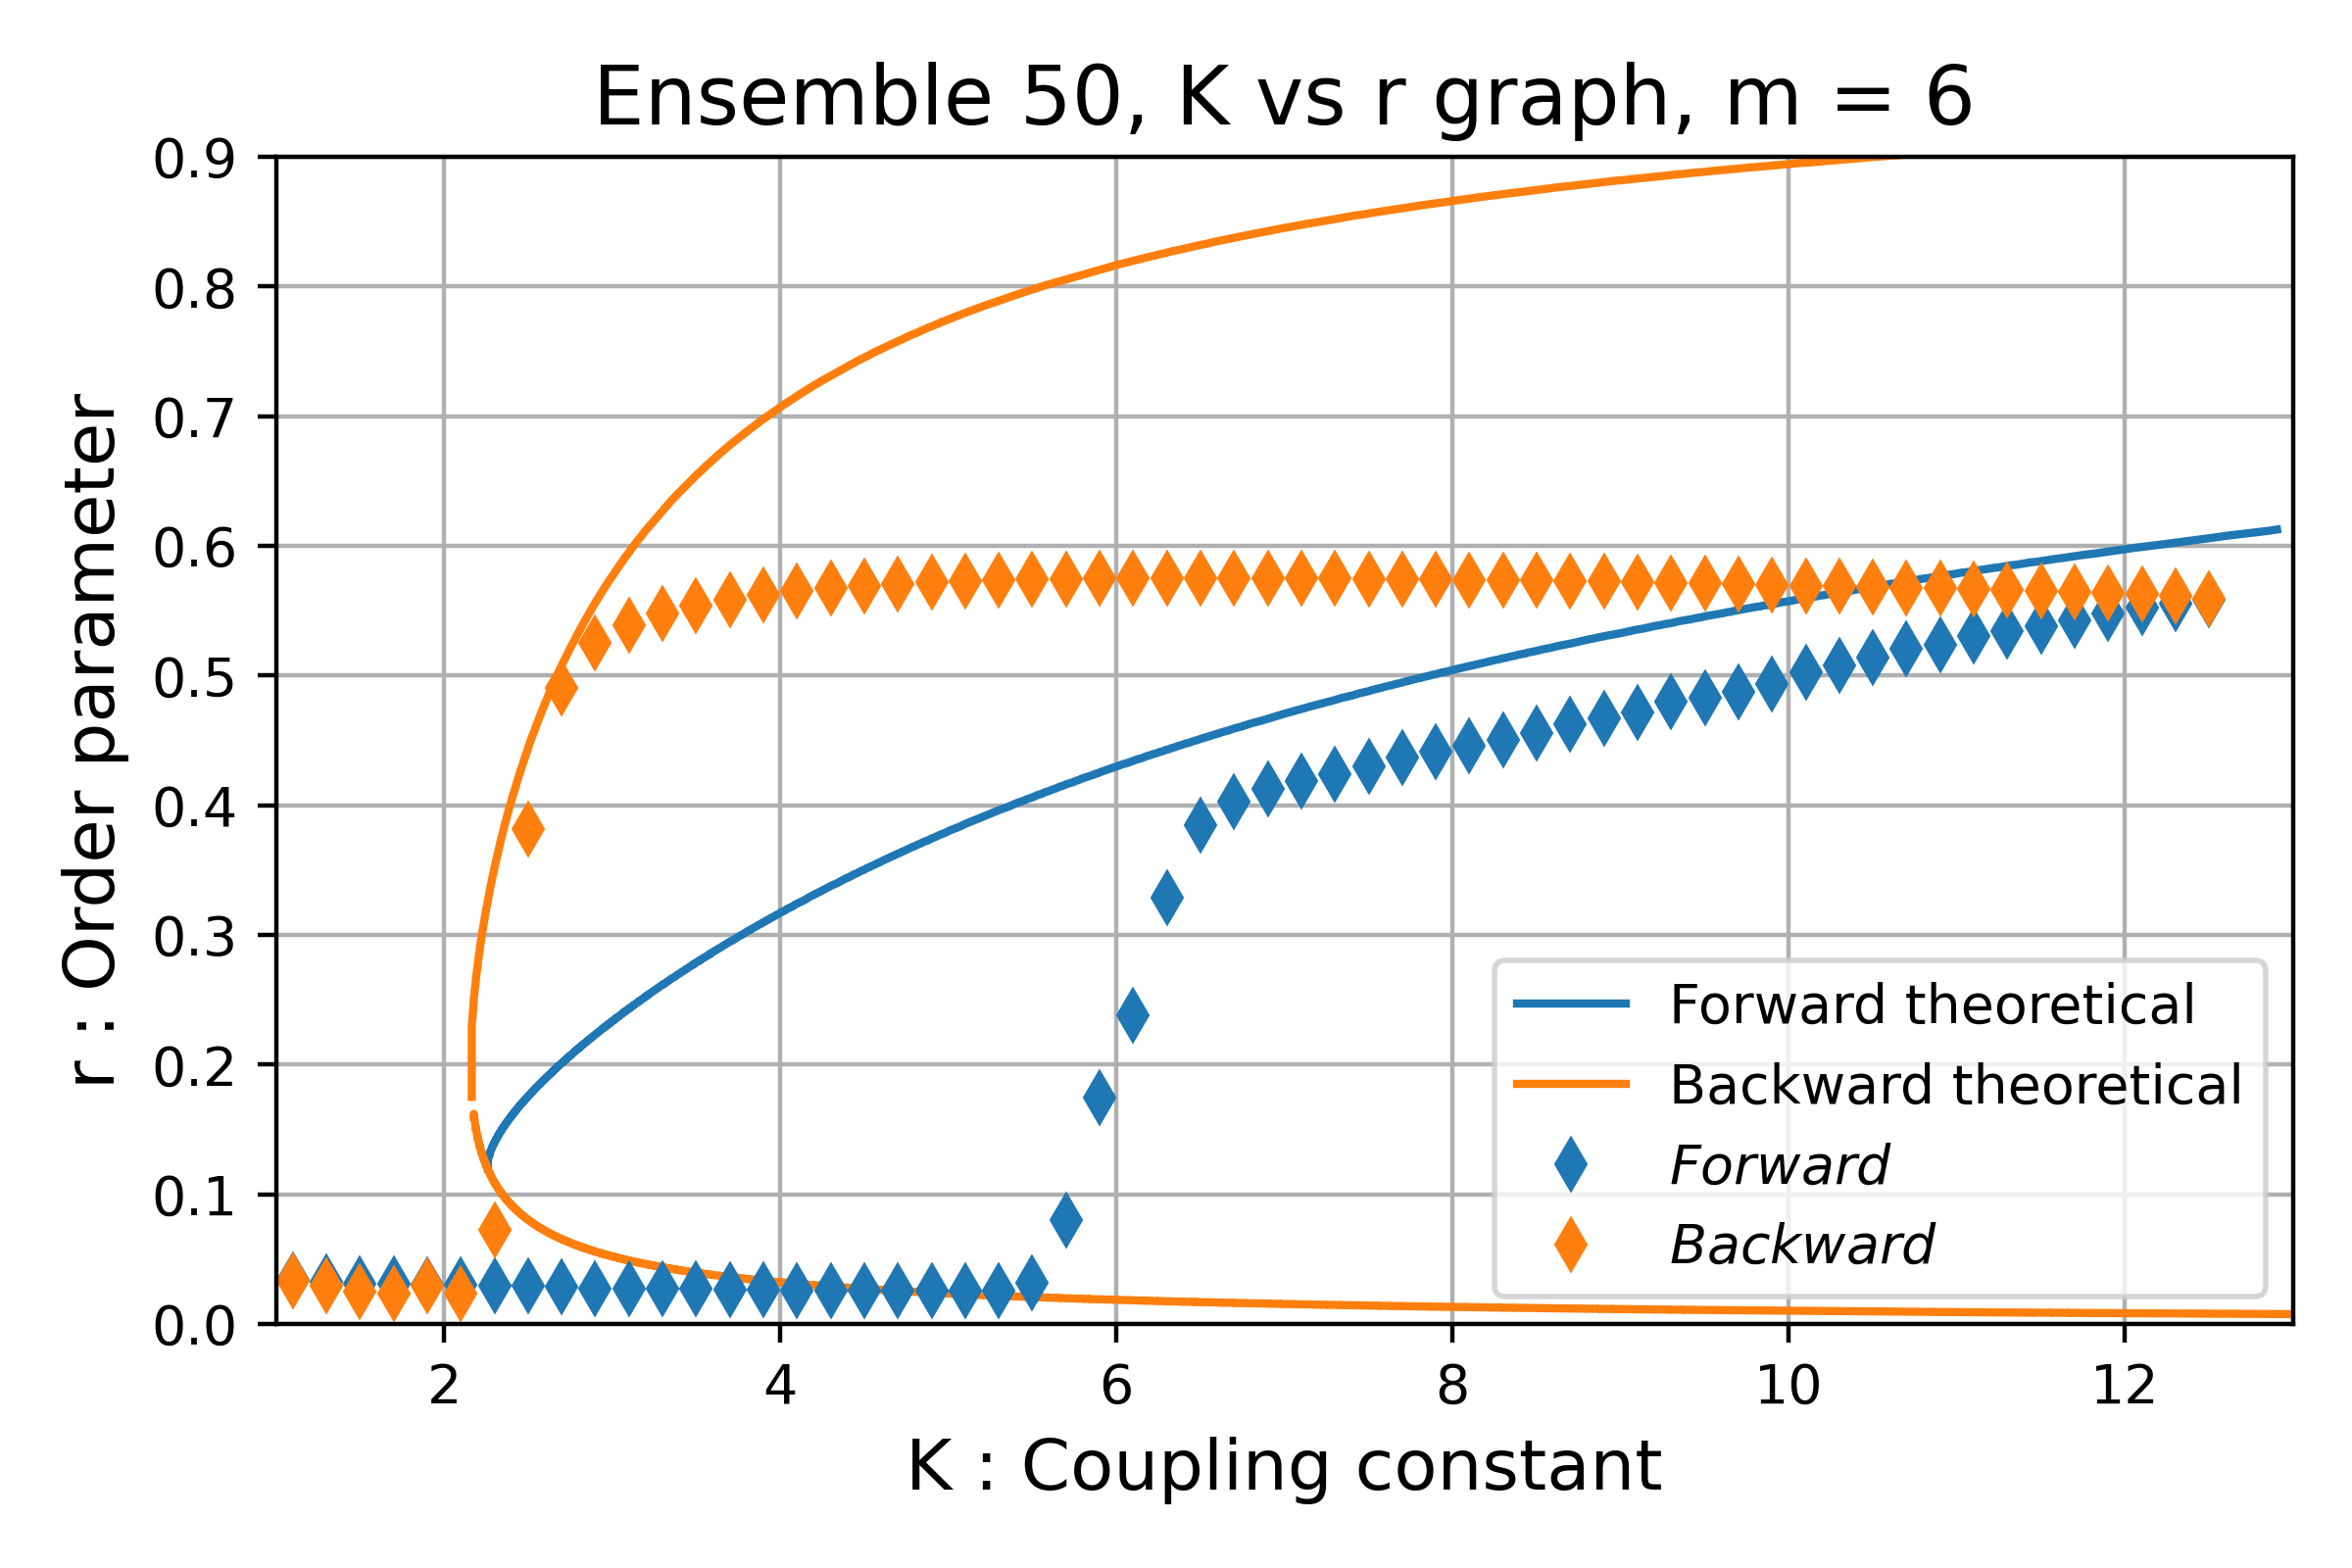 Ensemble 50, K vs r graph, m = 6
0.9
0.8
0.7
0.6
0.5
0.4
0.3
0.2
0.1
0.0
r : Order parameter
Forward theoretical
Backward theoretical
Forward
Backward
2 4 6 8 10 12
K : Coupling constant